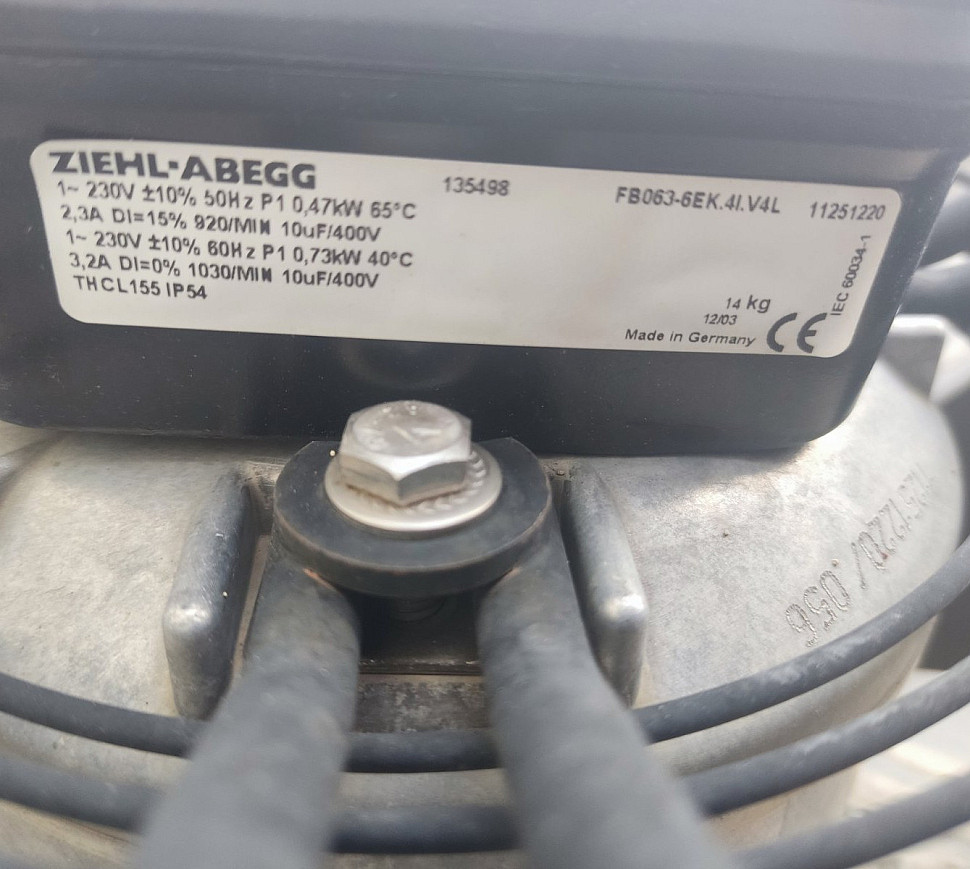 ZIEHL-ABEGG
135498
FB063-6EK.4I.V4L
11251220
1~ 230V ±10% 50Hz P1 0,47kW 65°C
2,3A DI=15% 920/MIN 10uF/400V
1~ 230V ±10% 60Hz P1 0,73kW 40°C
3,2A DI=0% 1030/MIN 10uF/400V
THCL155 IP54
14 kg
12/03
Made in Germany
CE
IEC 60034-1